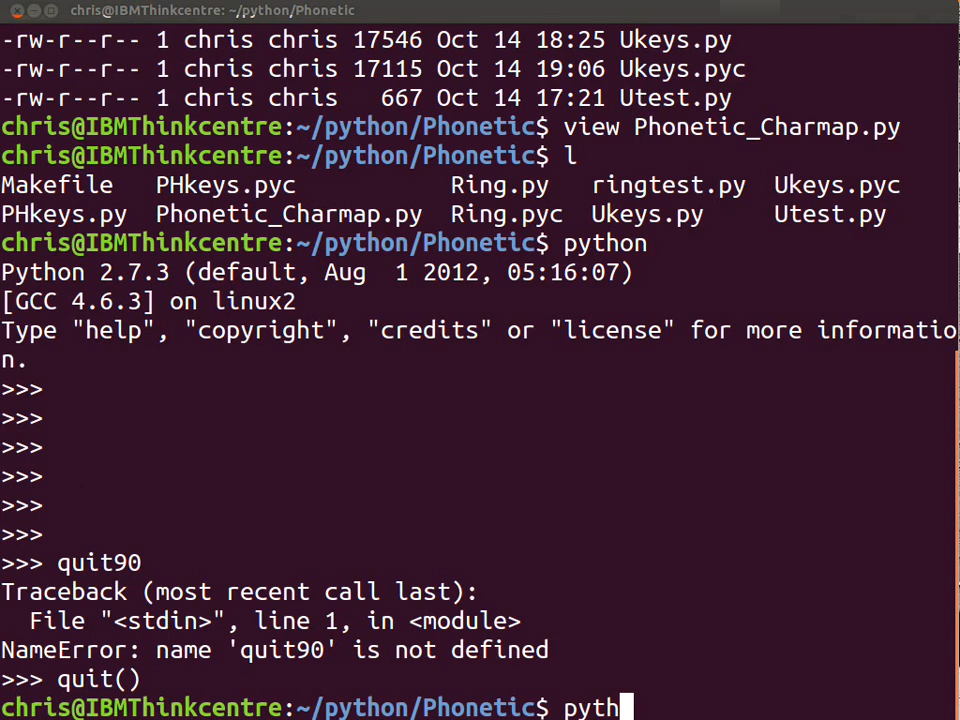 chris@IBMThinkcentre: ~/python/Phonetic
-rw-r--r-- 1 chris chris 17546 Oct 14 18:25 Ukeys.py
-rw-r--r-- 1 chris chris 17115 Oct 14 19:06 Ukeys.pyc
-rw-r--r-- 1 chris chris   667 Oct 14 17:21 Utest.py
chris@IBMThinkcentre:~/python/Phonetic$ view Phonetic_Charmap.py
chris@IBMThinkcentre:~/python/Phonetic$ l
Makefile   PHkeys.pyc           Ring.py   ringtest.py  Ukeys.pyc
PHkeys.py  Phonetic_Charmap.py  Ring.pyc  Ukeys.py     Utest.py
chris@IBMThinkcentre:~/python/Phonetic$ python
Python 2.7.3 (default, Aug  1 2012, 05:16:07)
[GCC 4.6.3] on linux2
Type "help", "copyright", "credits" or "license" for more informatio
n.
>>>
>>>
>>>
>>>
>>>
>>>
>>> quit90
Traceback (most recent call last):
  File "<stdin>", line 1, in <module>
NameError: name 'quit90' is not defined
>>> quit()
chris@IBMThinkcentre:~/python/Phonetic$ pyth